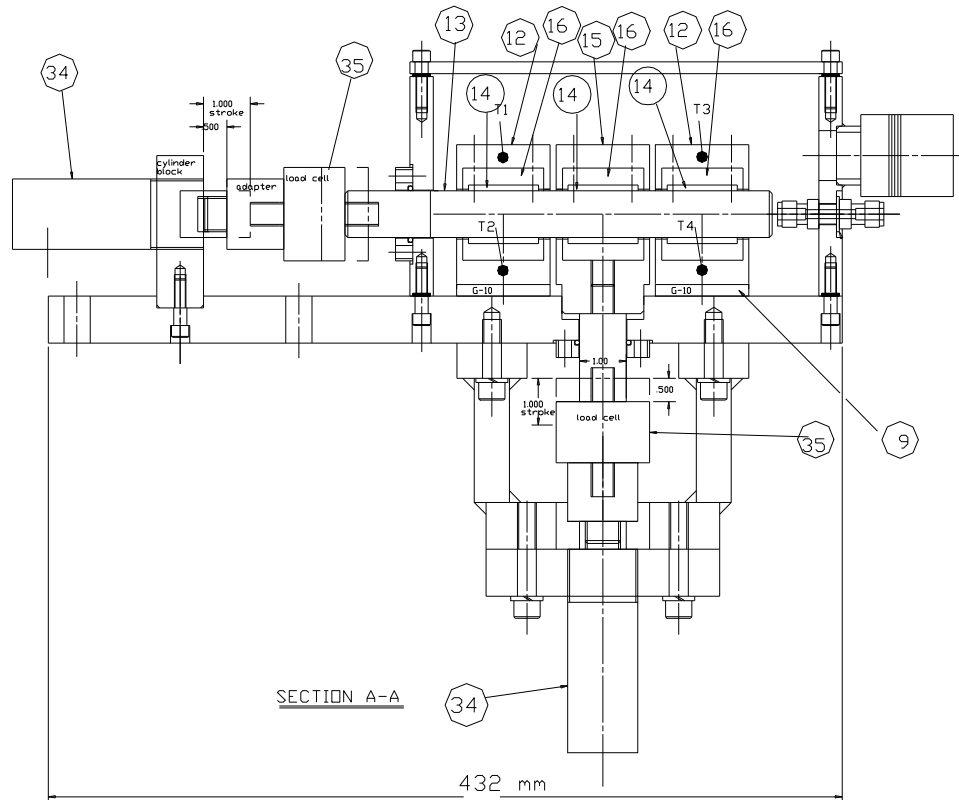 13
12
16
15
16
12
16
34
35
14
14
14
T1
T3
1.000
stroke
.500
cylinder
block
adapter
load cell
T2
T4
G-10
G-10
1.00
1.000
stroke
.500
load cell
35
9
SECTION A-A
34
432 mm